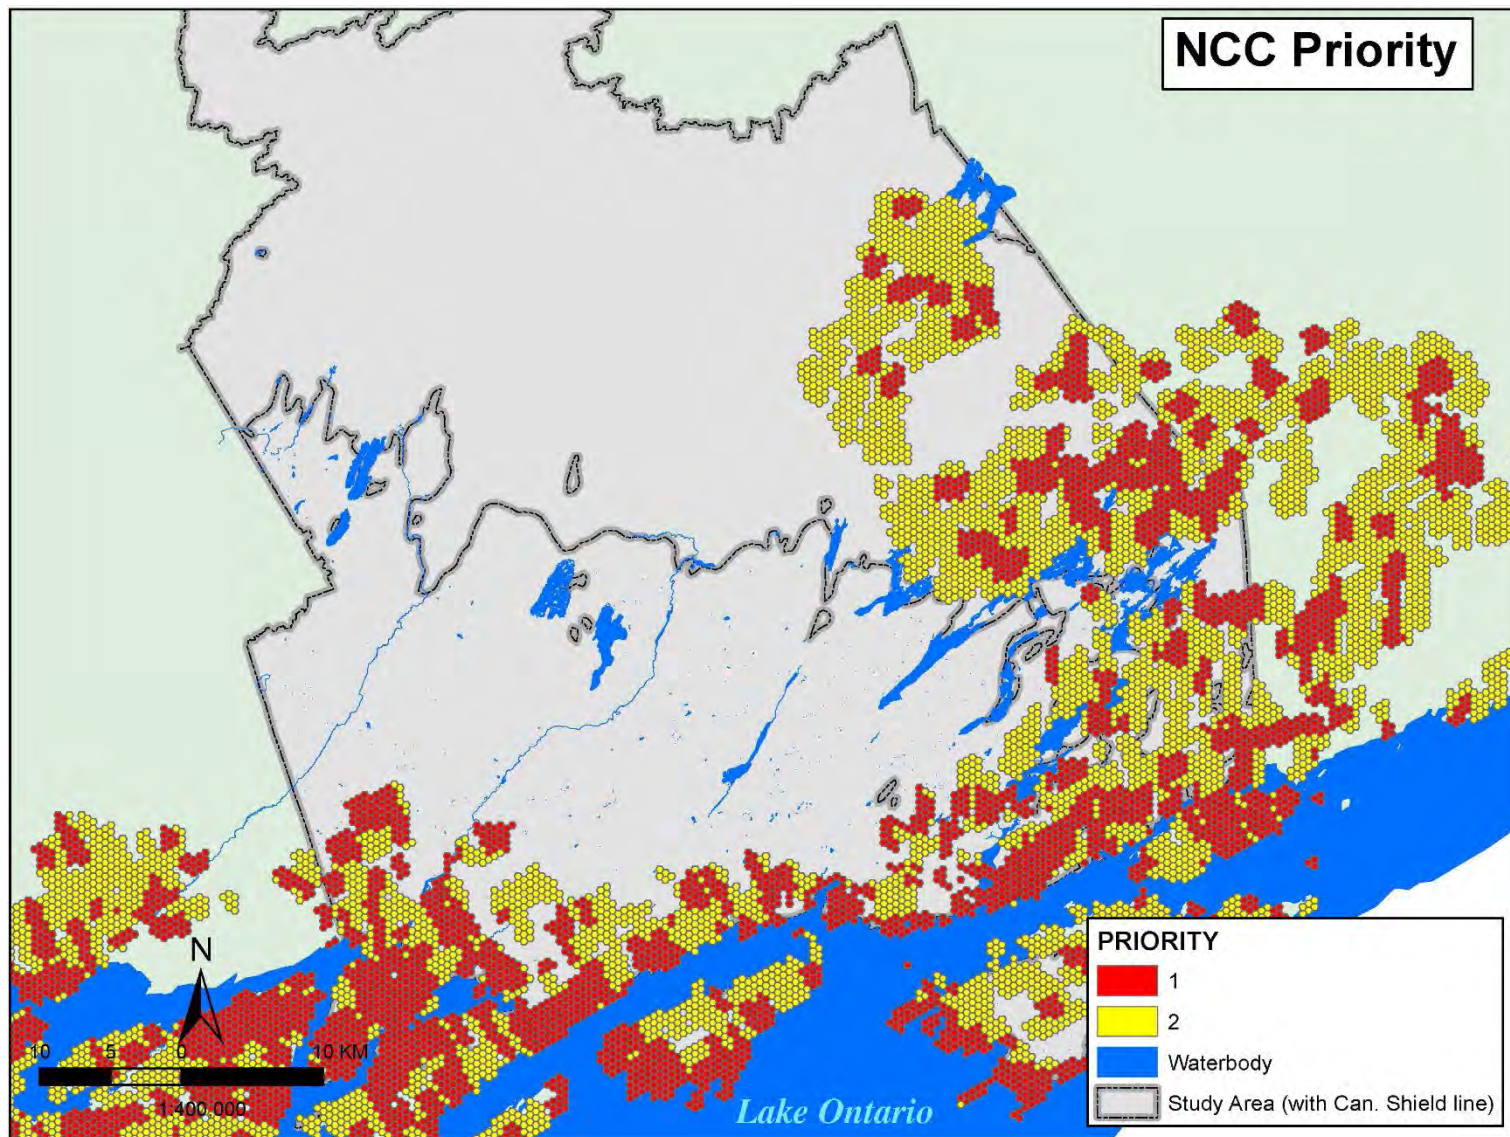 NCC Priority
N
10 5 0 10 KM
1:400,000
Lake Ontario
PRIORITY
1
2
Waterbody
Study Area (with Can. Shield line)